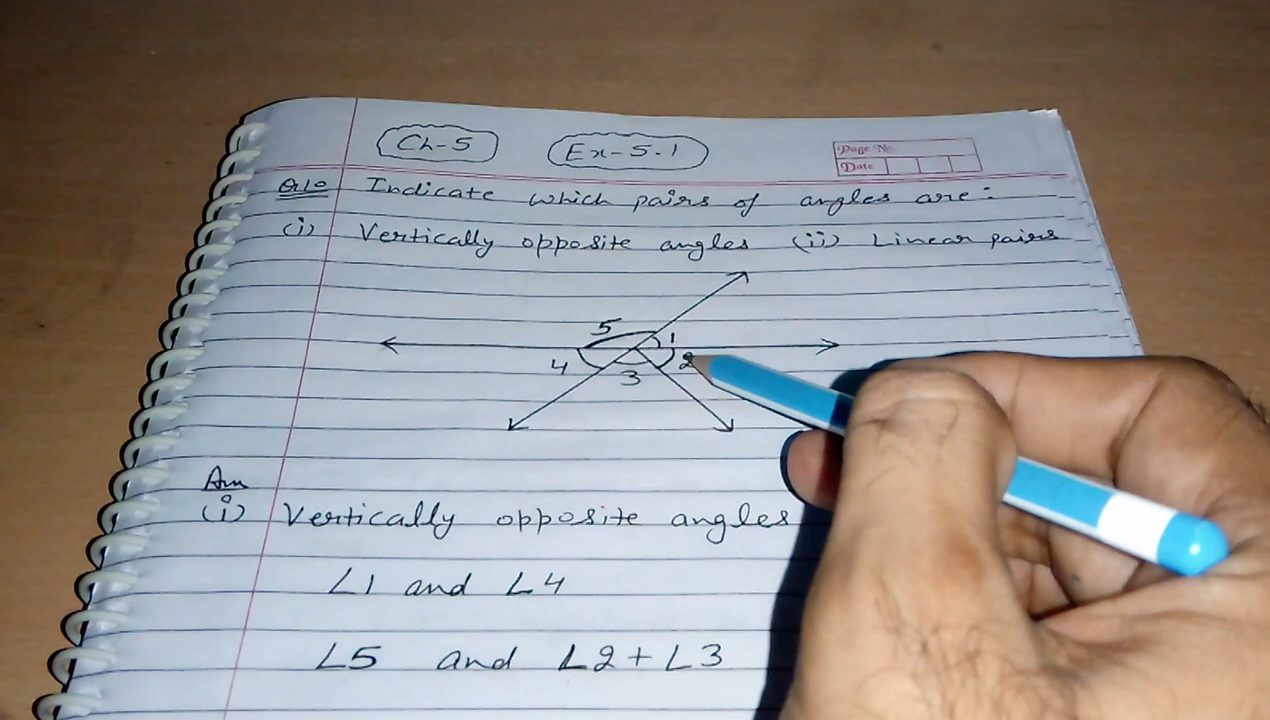 Ch-5 Ex-5.1
Page No.
Date
Q10 Indicate which pairs of angles are:
(i) Vertically opposite angles (ii) Linear pairs
5 1
4 3 2
Ans
(i) Vertically opposite angles
∠1 and ∠4
∠5 and ∠2+∠3